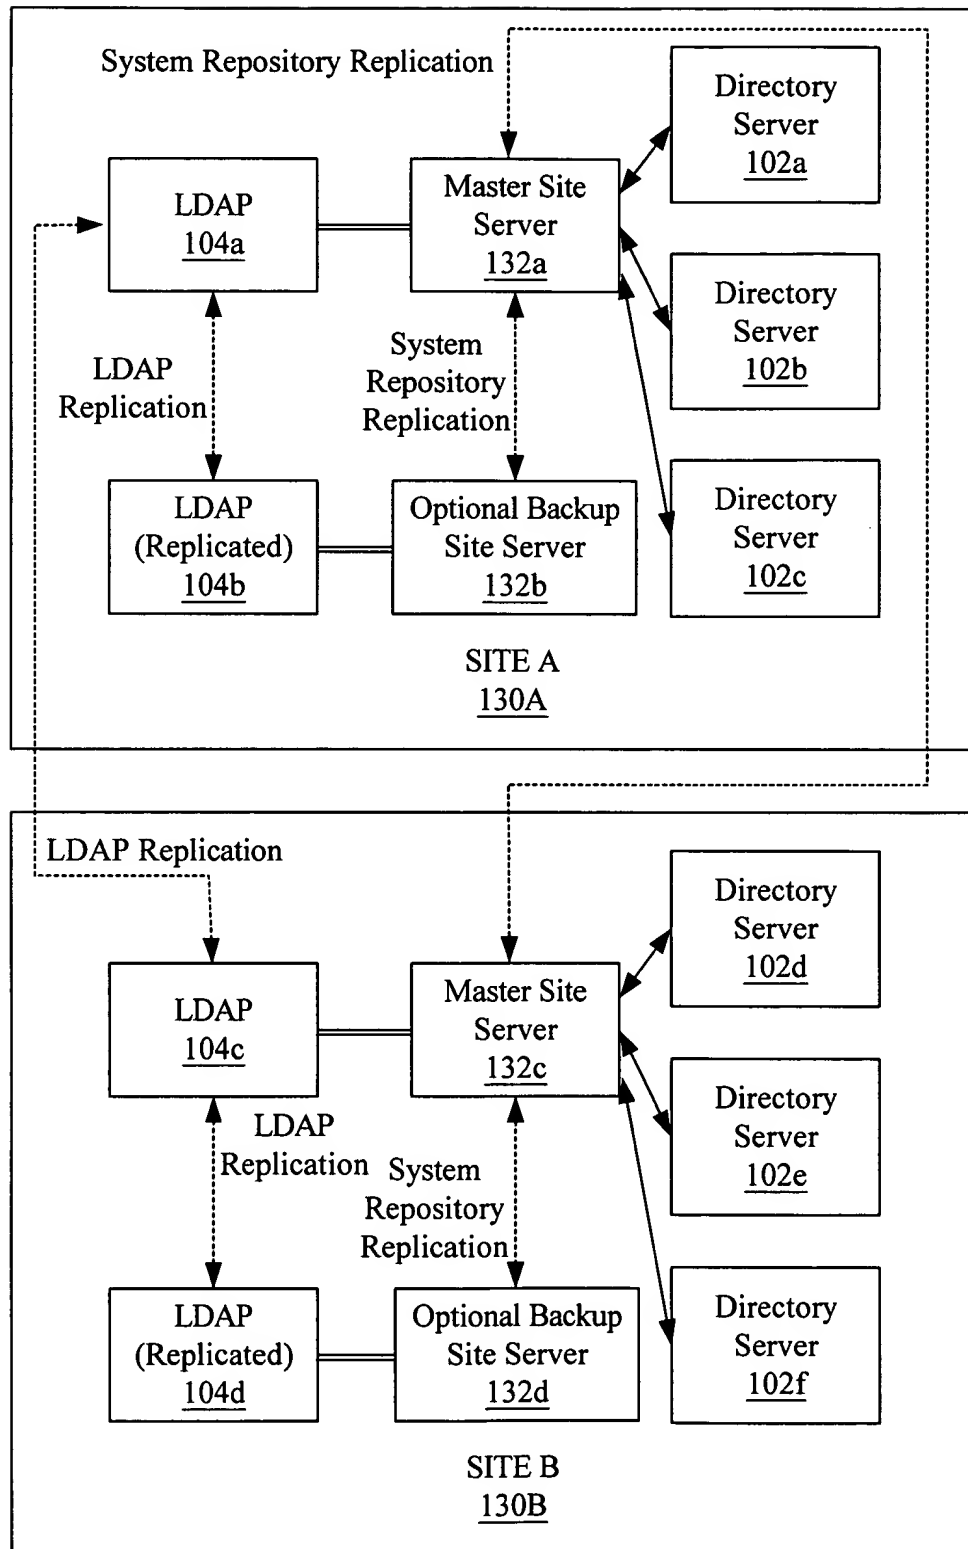 System Repository Replication
Directory
Server
102a
LDAP
104a
Master Site
Server
132a
Directory
Server
102b
LDAP
Replication
System
Repository
Replication
LDAP
(Replicated)
104b
Optional Backup
Site Server
132b
Directory
Server
102c
SITE A
130A
LDAP Replication
Directory
Server
102d
LDAP
104c
Master Site
Server
132c
Directory
Server
102e
LDAP
Replication
System
Repository
Replication
LDAP
(Replicated)
104d
Optional Backup
Site Server
132d
Directory
Server
102f
SITE B
130B